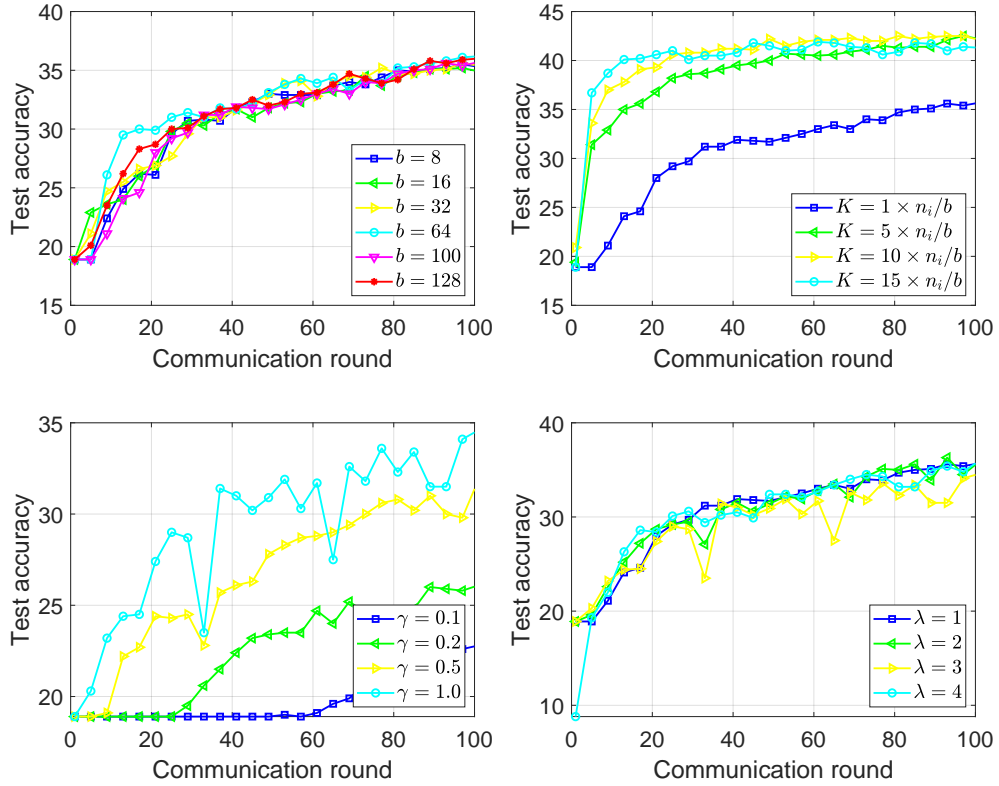 45
40
35
30
25
20
15
Test accuracy
b = 8
b = 16
b = 32
b = 64
b = 100
b = 128
0 20 40 60 80 100
Communication round
45
40
35
30
25
20
15
Test accuracy
K = 1 × n_i/b
K = 5 × n_i/b
K = 10 × n_i/b
K = 15 × n_i/b
0 20 40 60 80 100
Communication round
35
30
25
20
Test accuracy
γ = 0.1
γ = 0.2
γ = 0.5
γ = 1.0
0 20 40 60 80 100
Communication round
40
30
20
10
Test accuracy
λ = 1
λ = 2
λ = 3
λ = 4
0 20 40 60 80 100
Communication round